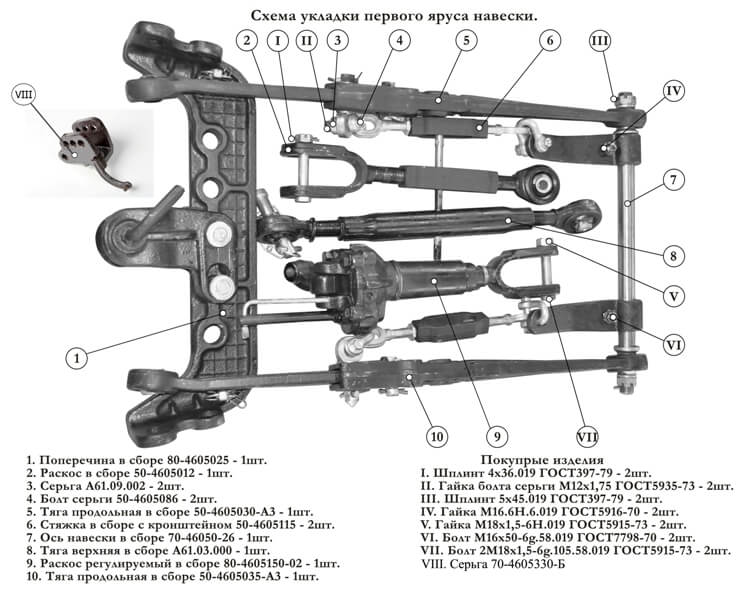 Схема укладки первого яруса навески.
2 I II 3 4 5 6 III
VIII
IV
7
8
V
1
VI
10 9 VII
1. Поперечина в сборе 80-4605025 - 1шт.
2. Раскос в сборе 50-4605012 - 1шт.
3. Серьга А61.09.002 - 2шт.
4. Болт серьги 50-4605086 - 2шт.
5. Тяга продольная в сборе 50-4605030-А3 - 1шт.
6. Стяжка в сборе с кронштейном 50-4605115 - 2шт.
7. Ось навески в сборе 70-46050-26 - 1шт.
8. Тяга верхняя в сборе А61.03.000 - 1шт.
9. Раскос регулируемый в сборе 80-4605150-02 - 1шт.
10. Тяга продольная в сборе 50-4605035-А3 - 1шт.
Покупрые изделия
I. Шплинт 4х36.019 ГОСТ397-79 - 2шт.
II. Гайка болта серьги М12х1,75 ГОСТ5935-73 - 2шт.
III. Шплинт 5х45.019 ГОСТ397-79 - 2шт.
IV. Гайка М16.6Н.6.019 ГОСТ5916-70 - 2шт.
V. Гайка М18х1,5-6Н.019 ГОСТ5915-73 - 2шт.
VI. Болт М16х50-6g.58.019 ГОСТ7798-70 - 2шт.
VII. Болт 2М18х1,5-6g.105.58.019 ГОСТ5915-73 - 2шт.
VIII. Серьга 70-4605330-Б